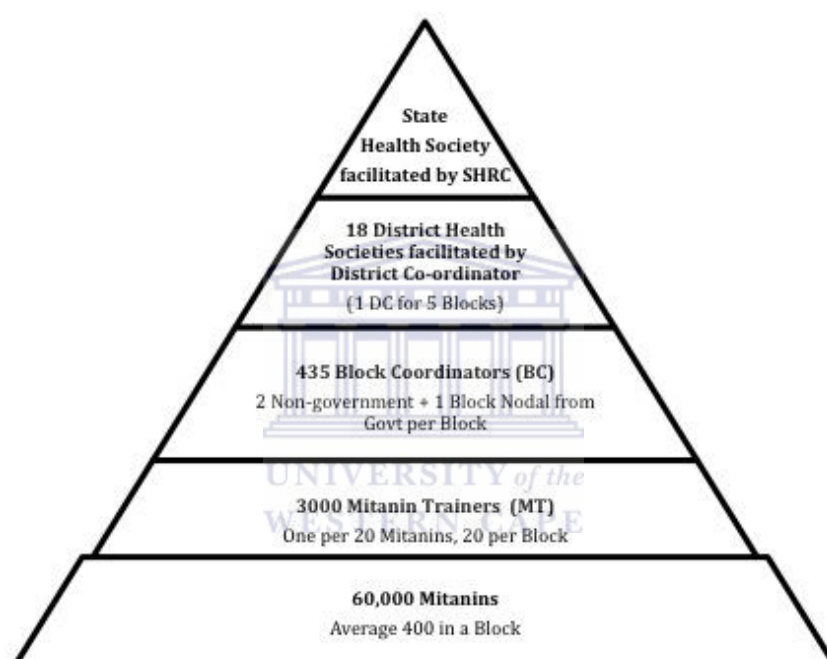 State
Health Society
facilitated by SHRC
18 District Health
Societies facilitated by
District Co-ordinator
(1 DC for 5 Blocks)
435 Block Coordinators (BC)
2 Non-government + 1 Block Nodal from
Govt per Block
UNIVERSITY of the
3000 Mitanin Trainers (MT)
WESTERN CAPE
One per 20 Mitanins, 20 per Block
60,000 Mitanins
Average 400 in a Block